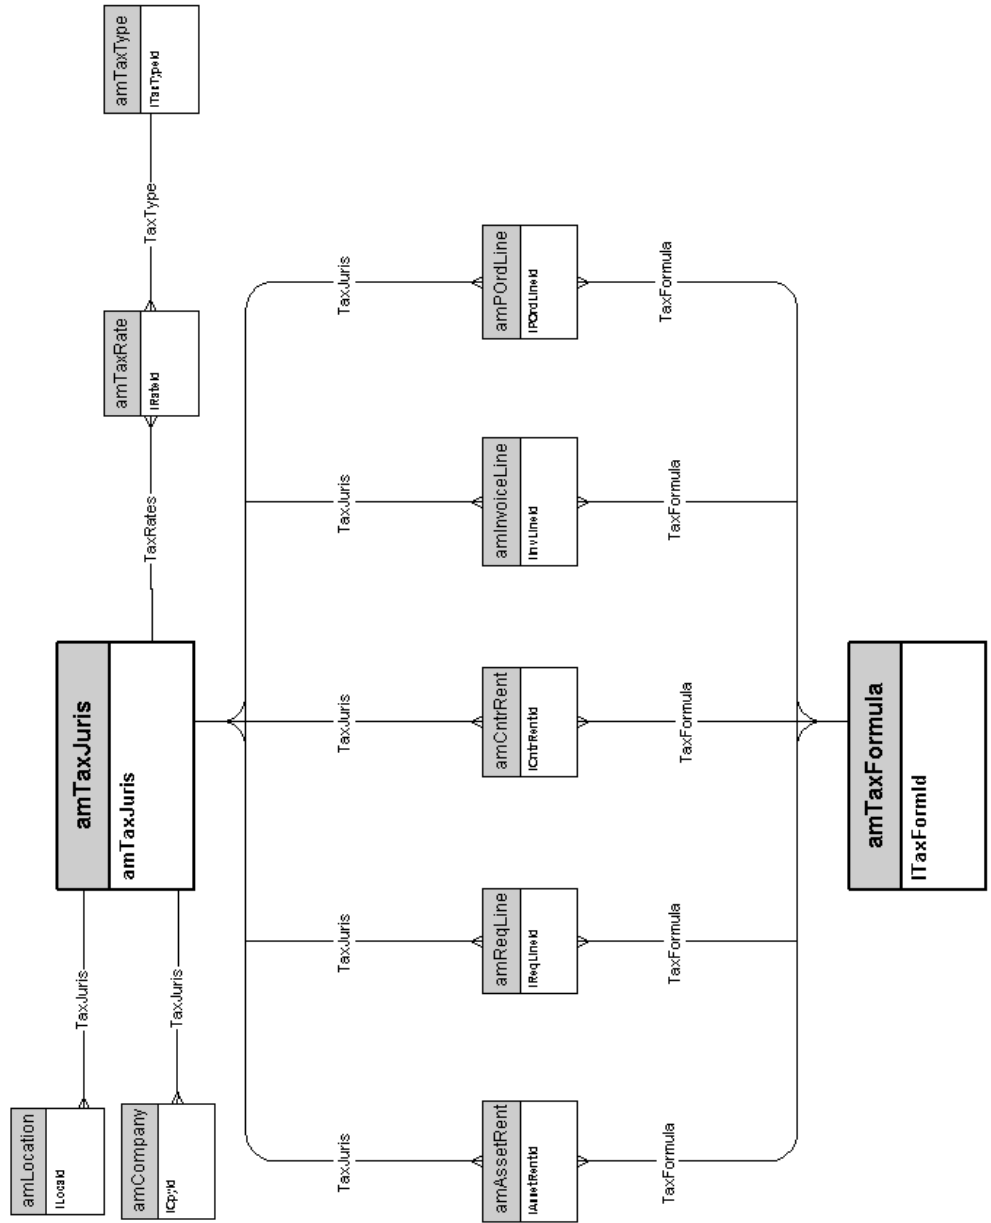 amLocation
lLocaId
TaxJuris
amCompany
lCpyId
TaxJuris
amTaxJuris
amTaxJuris
TaxRates
amTaxRate
lRateId
TaxType
amTaxType
lTaxTypeId
TaxJuris
TaxJuris
TaxJuris
TaxJuris
TaxJuris
amAssetRent
lAssetRentId
amReqLine
lReqLineId
amCntrRent
lCntrRentId
amInvoiceLine
lInvLineId
amPOrdLine
lPOrdLineId
TaxFormula
TaxFormula
TaxFormula
TaxFormula
TaxFormula
amTaxFormula
lTaxFormId